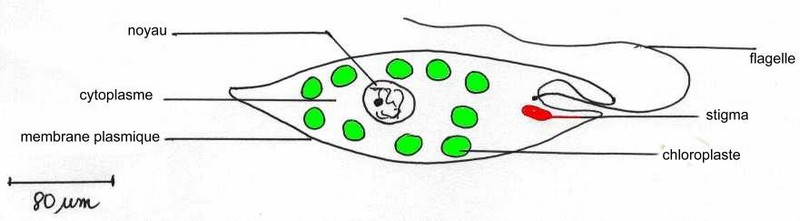 noyau
flagelle
cytoplasme
stigma
membrane plasmique
chloroplaste
80 µm